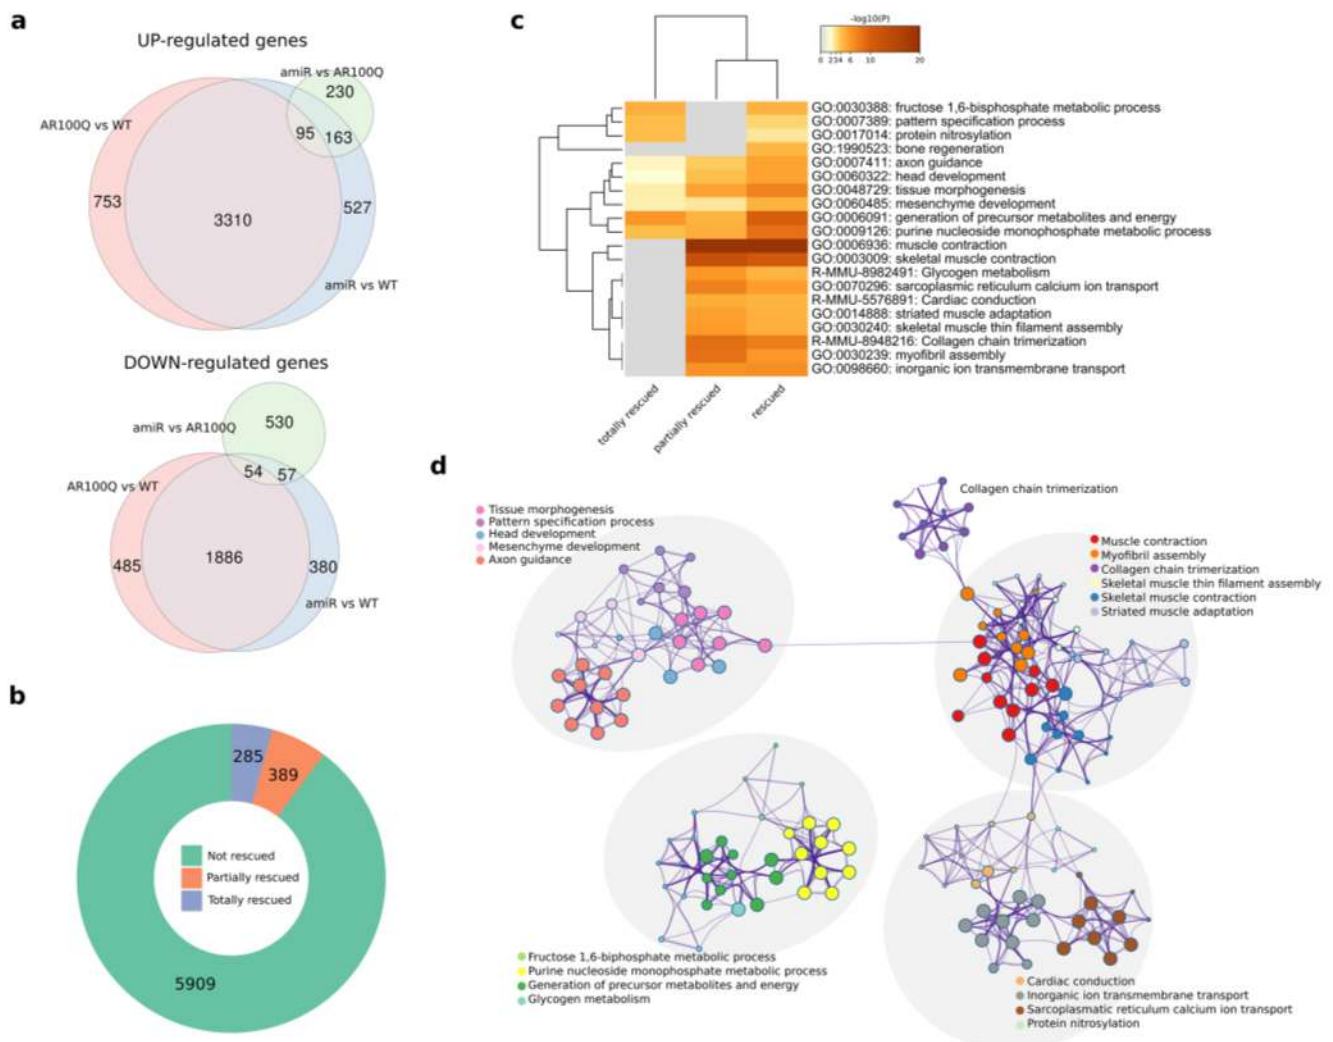 a
UP-regulated genes
amiR vs AR100Q
230
AR100Q vs WT
95
163
753
3310
527
amiR vs WT
DOWN-regulated genes
amiR vs AR100Q
530
54
57
AR100Q vs WT
485
1886
380
amiR vs WT
b
285
389
Not rescued
Partially rescued
Totally rescued
5909
c
-log10(P)
0 2 3 4 6 10 20
GO:0030388: fructose 1,6-bisphosphate metabolic process
GO:0007389: pattern specification process
GO:0017014: protein nitrosylation
GO:1990523: bone regeneration
GO:0007411: axon guidance
GO:0060322: head development
GO:0048729: tissue morphogenesis
GO:0060485: mesenchyme development
GO:0006091: generation of precursor metabolites and energy
GO:0009126: purine nucleoside monophosphate metabolic process
GO:0006936: muscle contraction
GO:0003009: skeletal muscle contraction
R-MMU-8982491: Glycogen metabolism
GO:0070296: sarcoplasmic reticulum calcium ion transport
R-MMU-5576891: Cardiac conduction
GO:0014888: striated muscle adaptation
GO:0030240: skeletal muscle thin filament assembly
R-MMU-8948216: Collagen chain trimerization
GO:0030239: myofibril assembly
GO:0098660: inorganic ion transmembrane transport
totally rescued
partially rescued
rescued
d
Tissue morphogenesis
Pattern specification process
Head development
Mesenchyme development
Axon guidance
Collagen chain trimerization
Muscle contraction
Myofibril assembly
Collagen chain trimerization
Skeletal muscle thin filament assembly
Skeletal muscle contraction
Striated muscle adaptation
Fructose 1,6-biphosphate metabolic process
Purine nucleoside monophosphate metabolic process
Generation of precursor metabolites and energy
Glycogen metabolism
Cardiac conduction
Inorganic ion transmembrane transport
Sarcoplasmatic reticulum calcium ion transport
Protein nitrosylation